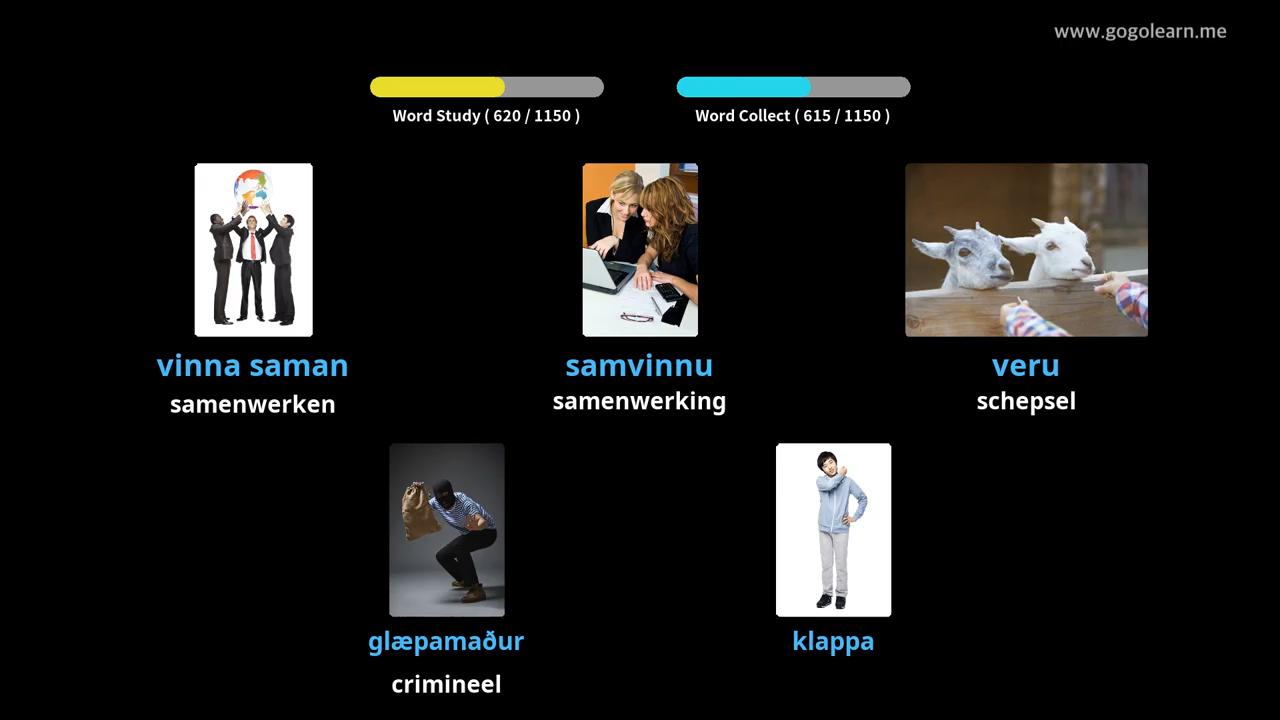 www.gogolearn.me
Word Study ( 620 / 1150 )
Word Collect ( 615 / 1150 )
vinna saman
samenwerken
samvinnu
samenwerking
veru
schepsel
glæpamaður
crimineel
klappa